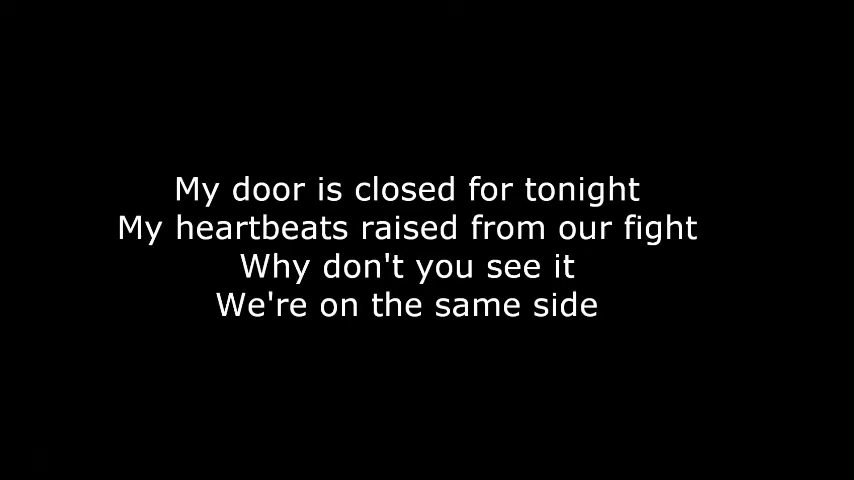 My door is closed for tonight
My heartbeats raised from our fight
Why don't you see it
We're on the same side